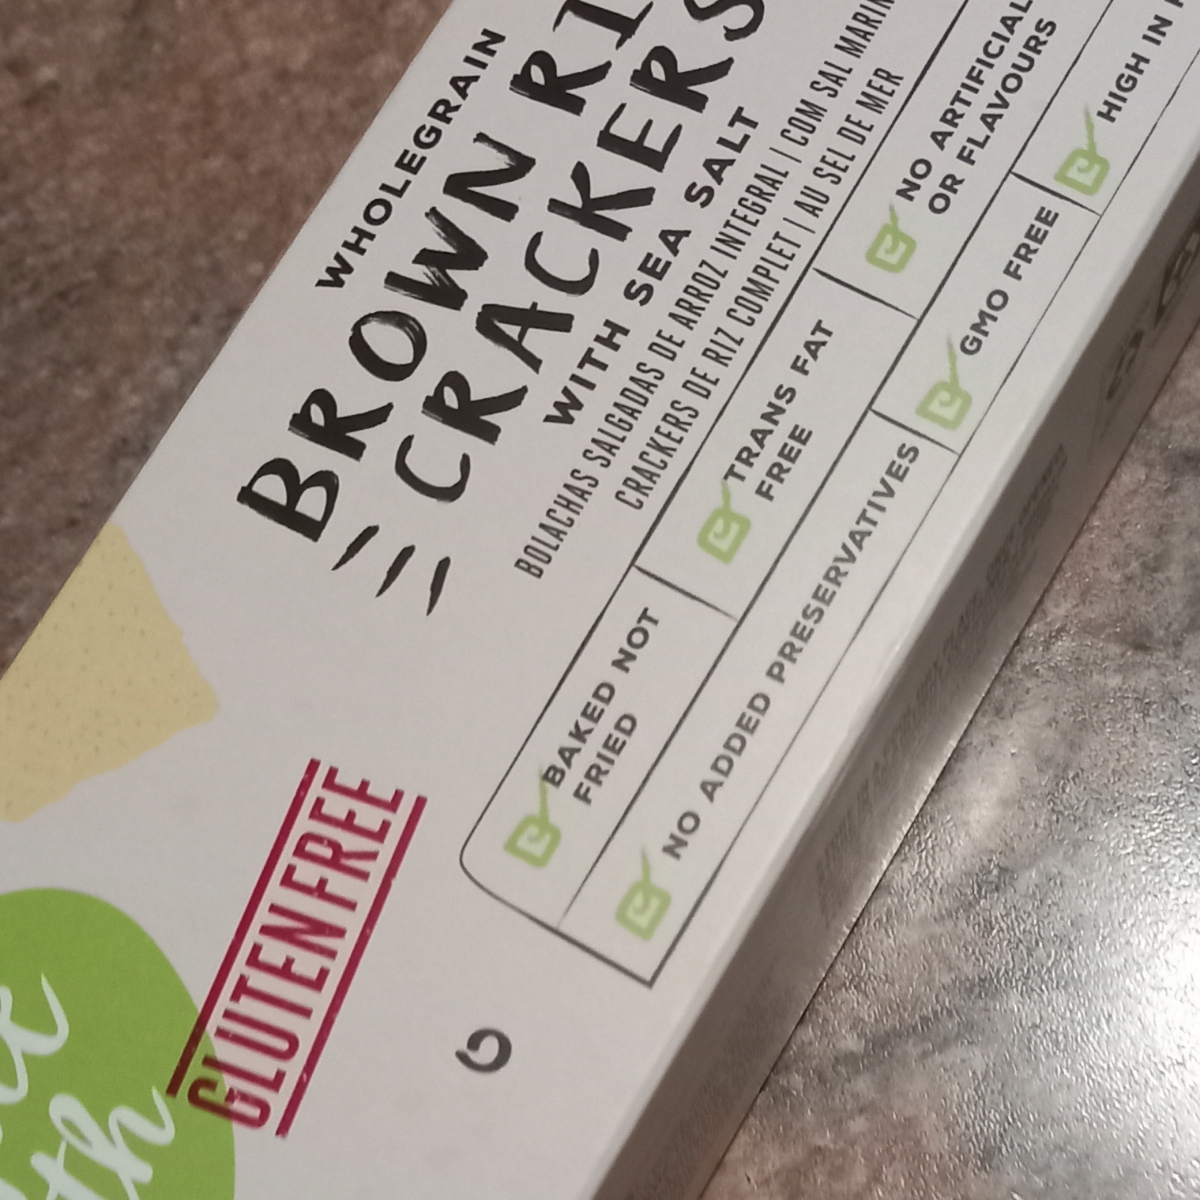 WHOLEGRAIN
BROWN RI
CRACKERS
WITH SEA SALT
BOLACHAS SALGADAS DE ARROZ INTEGRAL | COM SAL MARIN
CRACKERS DE RIZ COMPLET | AU SEL DE MER
BAKED NOT
FRIED
TRANS FAT
FREE
NO ARTIFICIAL
OR FLAVOURS
NO ADDED PRESERVATIVES
GMO FREE
HIGH IN
GLUTEN FREE